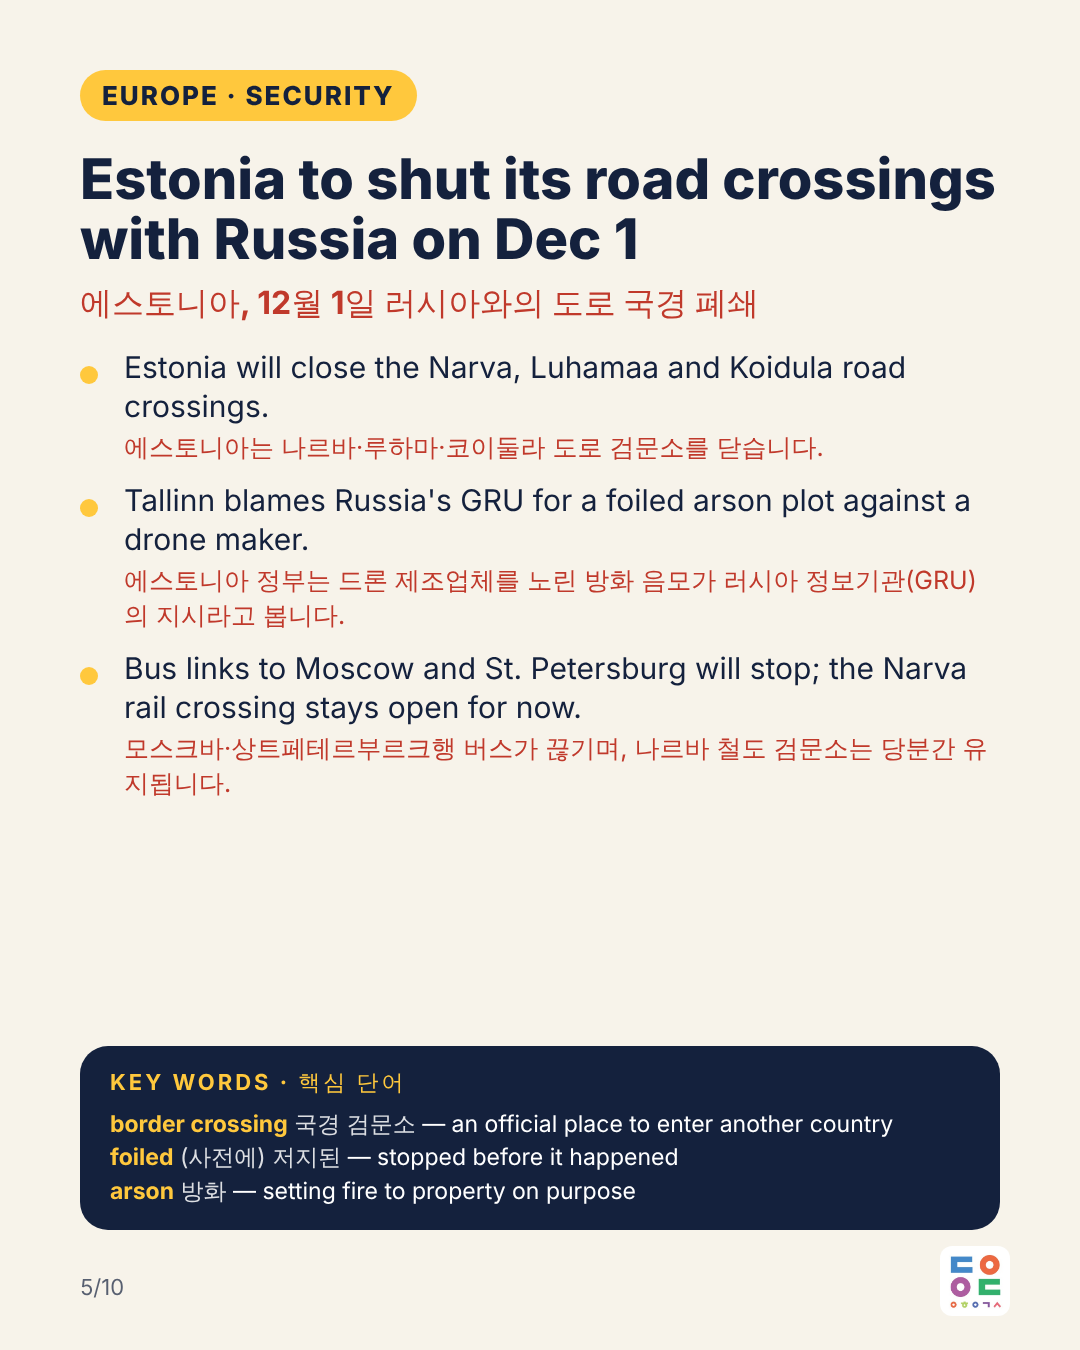 EUROPE · SECURITY
Estonia to shut its road crossings
with Russia on Dec 1
에스토니아, 12월 1일 러시아와의 도로 국경 폐쇄
Estonia will close the Narva, Luhamaa and Koidula road
crossings.
에스토니아는 나르바·루하마·코이둘라 도로 검문소를 닫습니다.
Tallinn blames Russia's GRU for a foiled arson plot against a
drone maker.
에스토니아 정부는 드론 제조업체를 노린 방화 음모가 러시아 정보기관(GRU)
의 지시라고 봅니다.
Bus links to Moscow and St. Petersburg will stop; the Narva
rail crossing stays open for now.
모스크바·상트페테르부르크행 버스가 끊기며, 나르바 철도 검문소는 당분간 유
지됩니다.
KEY WORDS · 핵심 단어
border crossing 국경 검문소 — an official place to enter another country
foiled (사전에) 저지된 — stopped before it happened
arson 방화 — setting fire to property on purpose
5/10